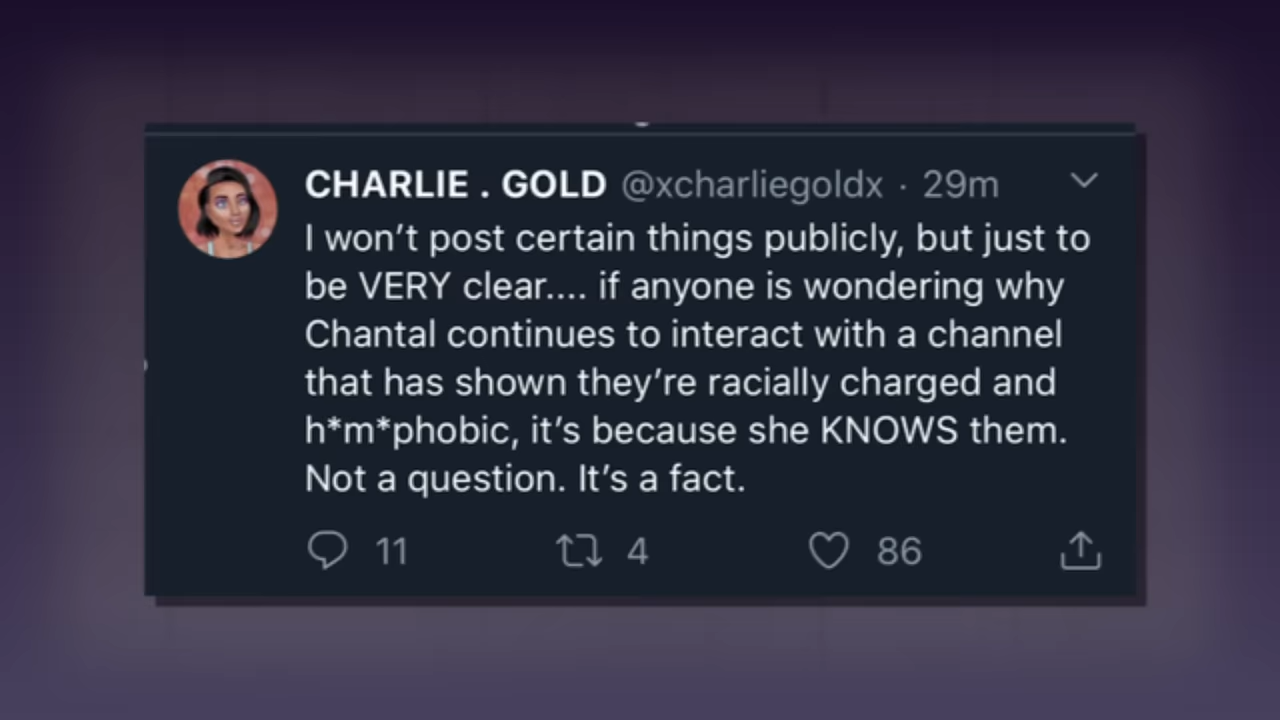 CHARLIE . GOLD @xcharliegoldx · 29m
I won’t post certain things publicly, but just to
be VERY clear.... if anyone is wondering why
Chantal continues to interact with a channel
that has shown they’re racially charged and
h*m*phobic, it’s because she KNOWS them.
Not a question. It’s a fact.
11 4 86